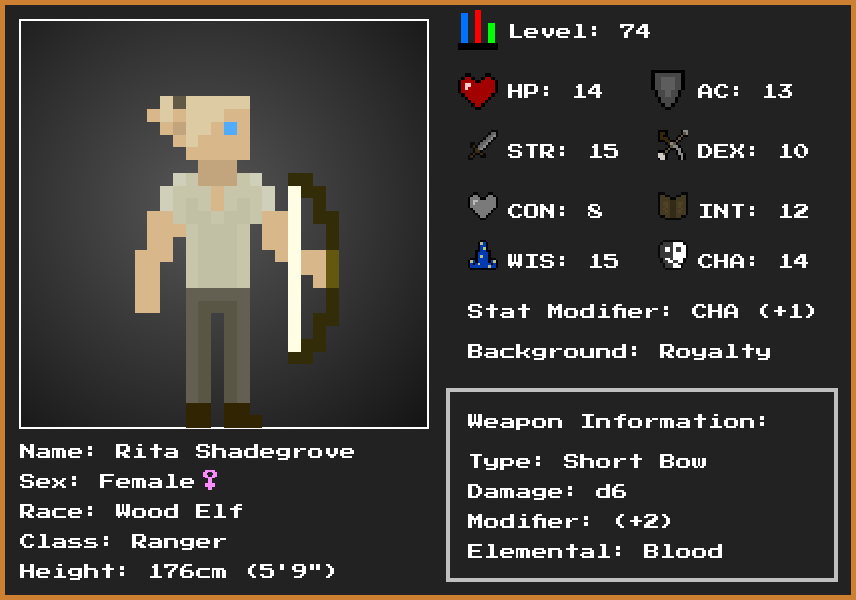 Level: 74
HP: 14 AC: 13
STR: 15 DEX: 10
CON: 8 INT: 12
WIS: 15 CHA: 14
Stat Modifier: CHA (+1)
Background: Royalty
Weapon Information:
Type: Short Bow
Damage: d6
Modifier: (+2)
Elemental: Blood
Name: Rita Shadegrove
Sex: Female♀
Race: Wood Elf
Class: Ranger
Height: 176cm (5'9")